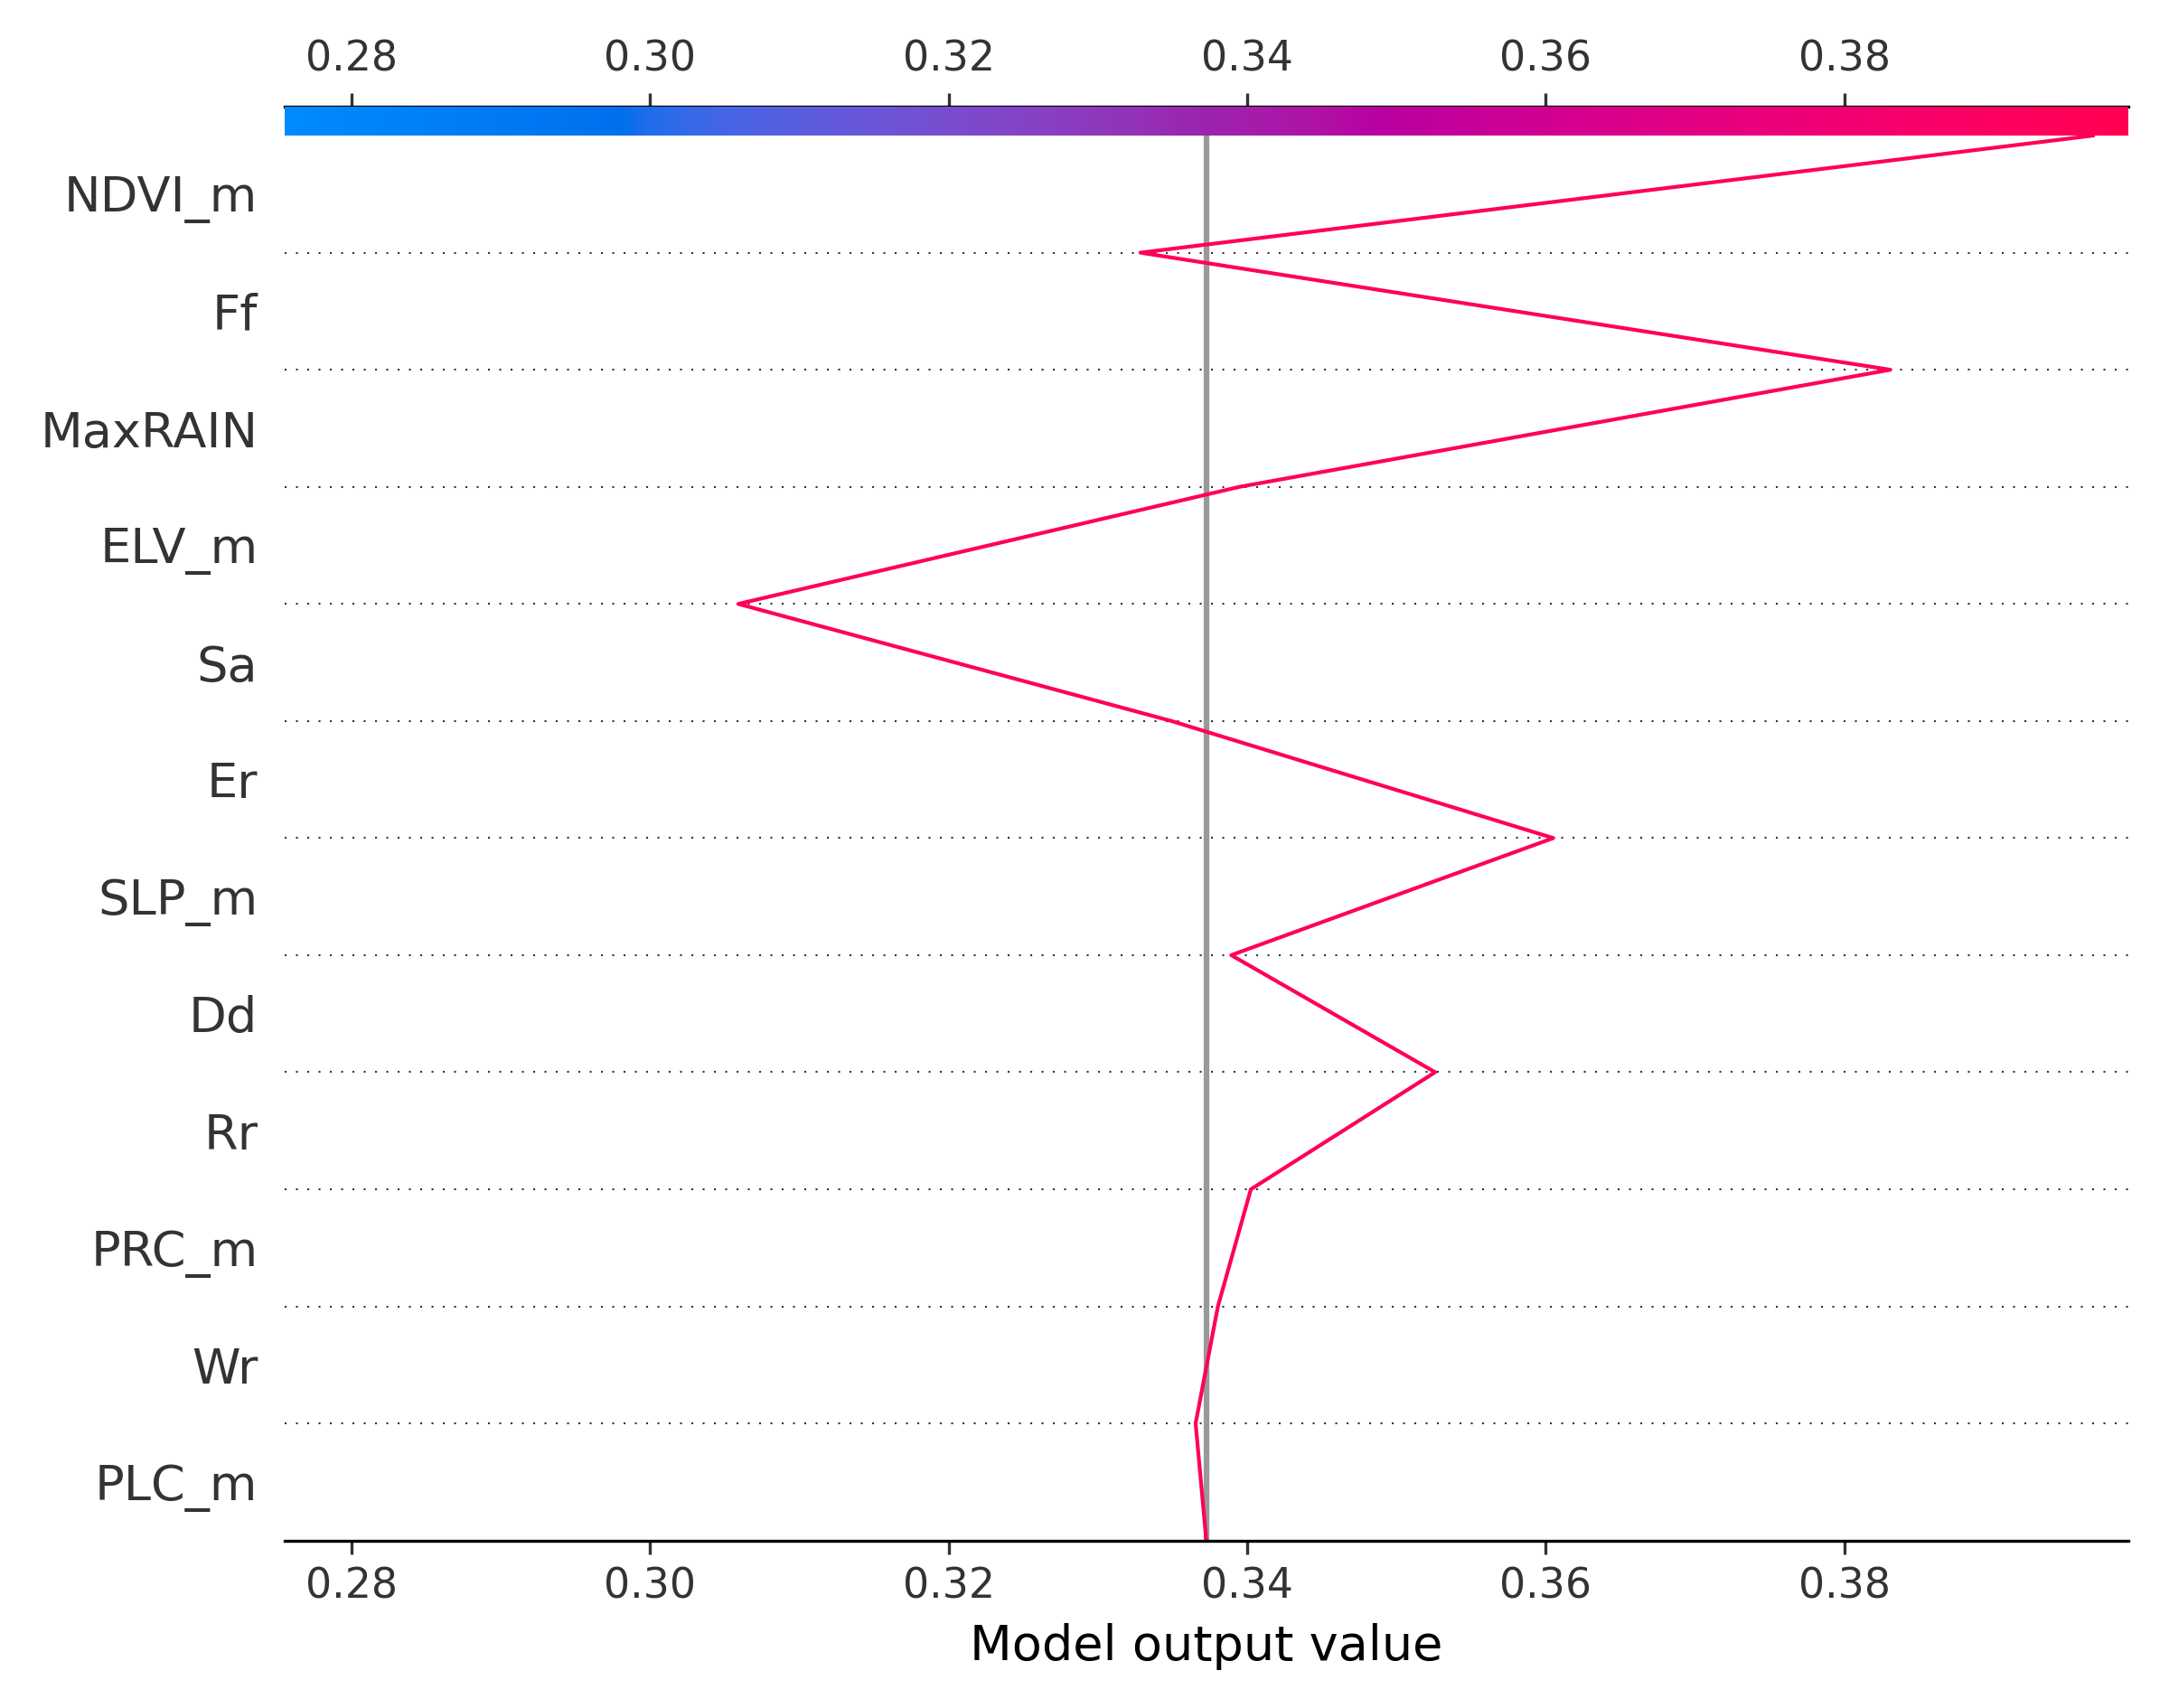 0.28 0.30 0.32 0.34 0.36 0.38
NDVI_m
Ff
MaxRAIN
ELV_m
Sa
Er
SLP_m
Dd
Rr
PRC_m
Wr
PLC_m
0.28 0.30 0.32 0.34 0.36 0.38
Model output value